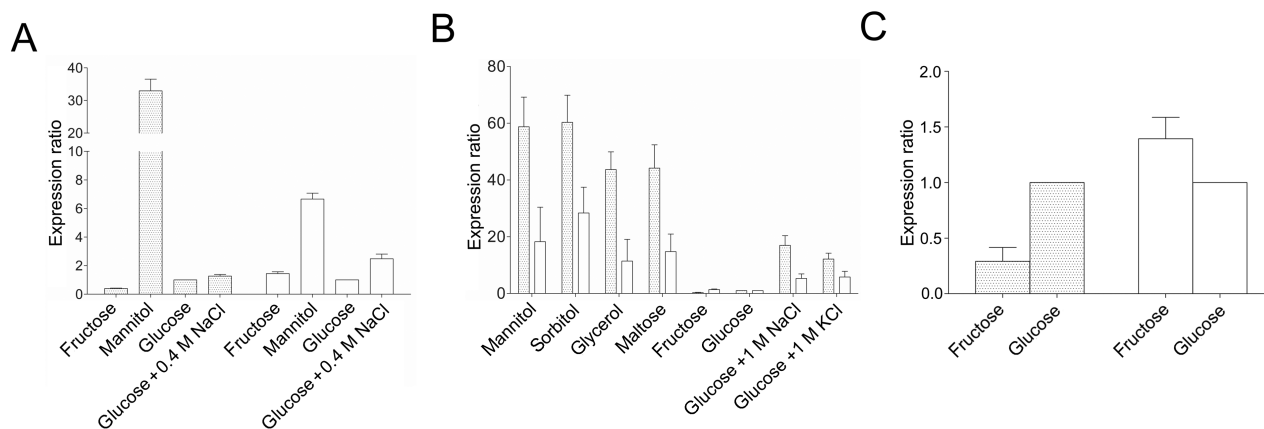 A
Expression ratio
40
30
20
10
8
6
4
2
0
Fructose
Mannitol
Glucose
Glucose + 0.4 M NaCl
Fructose
Mannitol
Glucose
Glucose + 0.4 M NaCl
B
Expression ratio
80
60
40
20
0
Mannitol
Sorbitol
Glycerol
Maltose
Fructose
Glucose
Glucose +1 M NaCl
Glucose +1 M KCl
C
Expression ratio
2.0
1.5
1.0
0.5
0.0
Fructose
Glucose
Fructose
Glucose